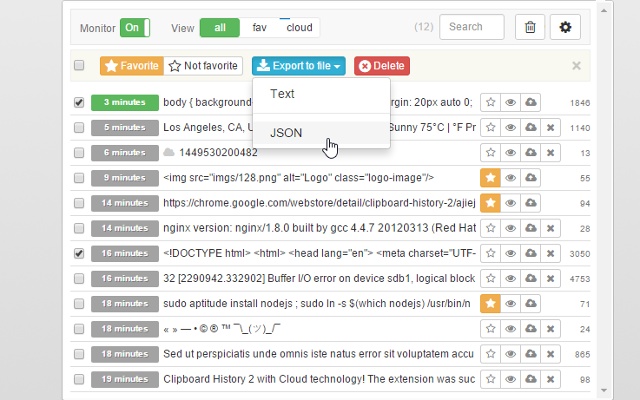 Monitor On View all fav cloud (12) Search
Favorite Not favorite Export to file Delete
Text
JSON
3 minutes body { background rgin: 20px auto 0; 1846
5 minutes Los Angeles, CA, U Sunny 75°C | °F Pr 1140
6 minutes 1449530200482 13
9 minutes <img src="imgs/128.png" alt="Logo" class="logo-image"/> 55
14 minutes https://chrome.google.com/webstore/detail/clipboard-history-2/ajiej 94
14 minutes nginx version: nginx/1.8.0 built by gcc 4.4.7 20120313 (Red Hat 28
16 minutes <!DOCTYPE html> <html> <head lang="en"> <meta charset="UTF- 3050
16 minutes 32 [2290942.332902] Buffer I/O error on device sdb1, logical block 4753
18 minutes sudo aptitude install nodejs ; sudo ln -s $(which nodejs) /usr/bin/n 71
18 minutes « » — • © ® ™ ¯\_(ツ)_/¯ 24
18 minutes Sed ut perspiciatis unde omnis iste natus error sit voluptatem accu 865
19 minutes Clipboard History 2 with Cloud technology! The extension was suc 98